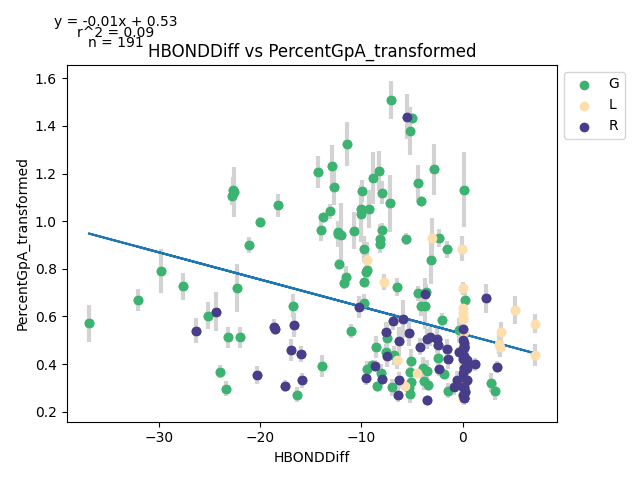 y = -0.01x + 0.53
r^2 = 0.09
n = 191
HBONDDiff vs PercentGpA_transformed
1.6
1.4
1.2
1.0
0.8
0.6
0.4
0.2
PercentGpA_transformed
−30
−20
−10
0
HBONDDiff
G
L
R